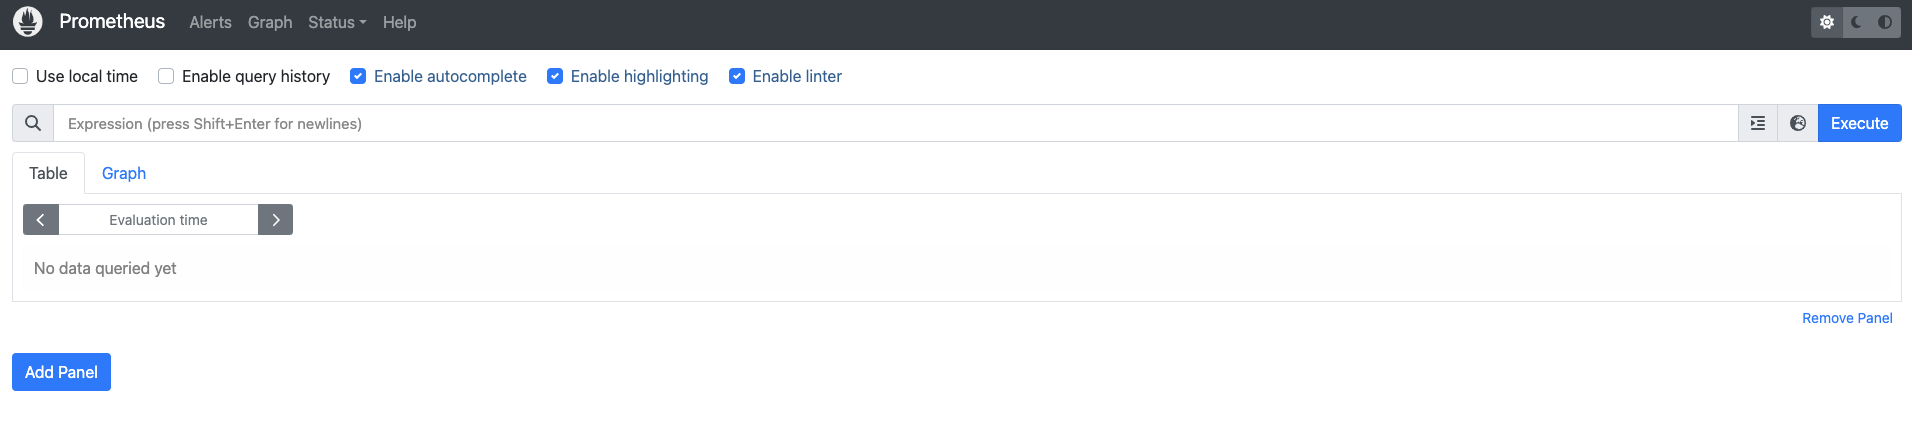 Prometheus Alerts Graph Status Help
Use local time Enable query history Enable autocomplete Enable highlighting Enable linter
Expression (press Shift+Enter for newlines) Execute
Table Graph
Evaluation time
No data queried yet
Remove Panel
Add Panel